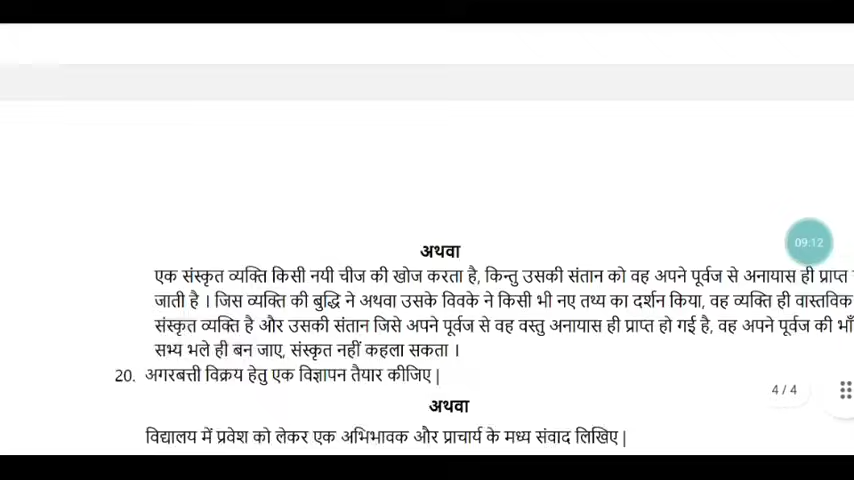 अथवा
09:12
एक संस्कृत व्यक्ति किसी नयी चीज की खोज करता है, किन्तु उसकी संतान को वह अपने पूर्वज से अनायास ही प्राप्त
जाती है । जिस व्यक्ति की बुद्धि ने अथवा उसके विवके ने किसी भी नए तथ्य का दर्शन किया, वह व्यक्ति ही वास्तविक
संस्कृत व्यक्ति है और उसकी संतान जिसे अपने पूर्वज से वह वस्तु अनायास ही प्राप्त हो गई है, वह अपने पूर्वज की
सभ्य भले ही बन जाए, संस्कृत नहीं कहला सकता ।
20. अगरबत्ती विक्रय हेतु एक विज्ञापन तैयार कीजिए |
4 / 4
अथवा
विद्यालय में प्रवेश को लेकर एक अभिभावक और प्राचार्य के मध्य संवाद लिखिए |